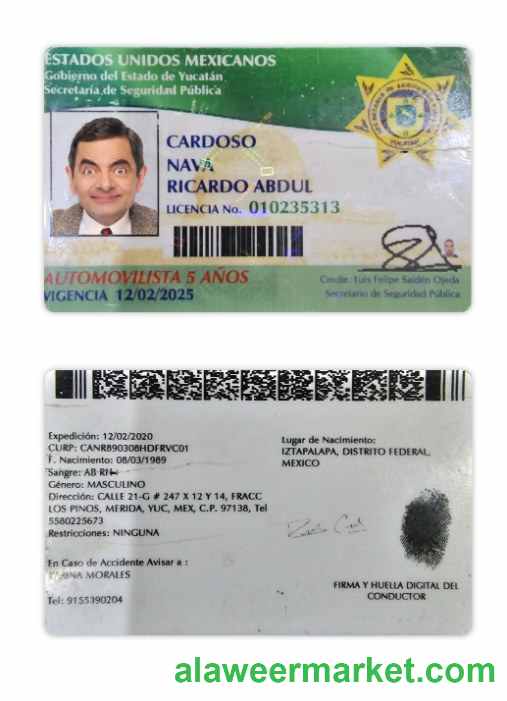 ESTADOS UNIDOS MEXICANOS
Gobierno del Estado de Yucatán
Secretaría de Seguridad Pública
CARDOSO
NAVA
RICARDO ABDUL
LICENCIA No. 010235313
AUTOMOVILISTA 5 AÑOS
VIGENCIA 12/02/2025
Cmdte. Luis Felipe Saidén Ojeda
Secretario de Seguridad Pública
YUCATAN
Expedición: 12/02/2020
CURP: CANR890308HDFRVC01
F. Nacimiento: 08/03/1989
Sangre: AB RH
Género: MASCULINO
Dirección: CALLE 21-G # 247 X 12 Y 14, FRACC
LOS PINOS, MERIDA, YUC, MEX, C.P. 97138, Tel
5580225673
Restricciones: NINGUNA
Lugar de Nacimiento:
IZTAPALAPA, DISTRITO FEDERAL,
MEXICO
En Caso de Accidente Avisar a :
MORALES
Tel: 9155390204
FIRMA Y HUELLA DIGITAL DEL
CONDUCTOR
alaweermarket.com